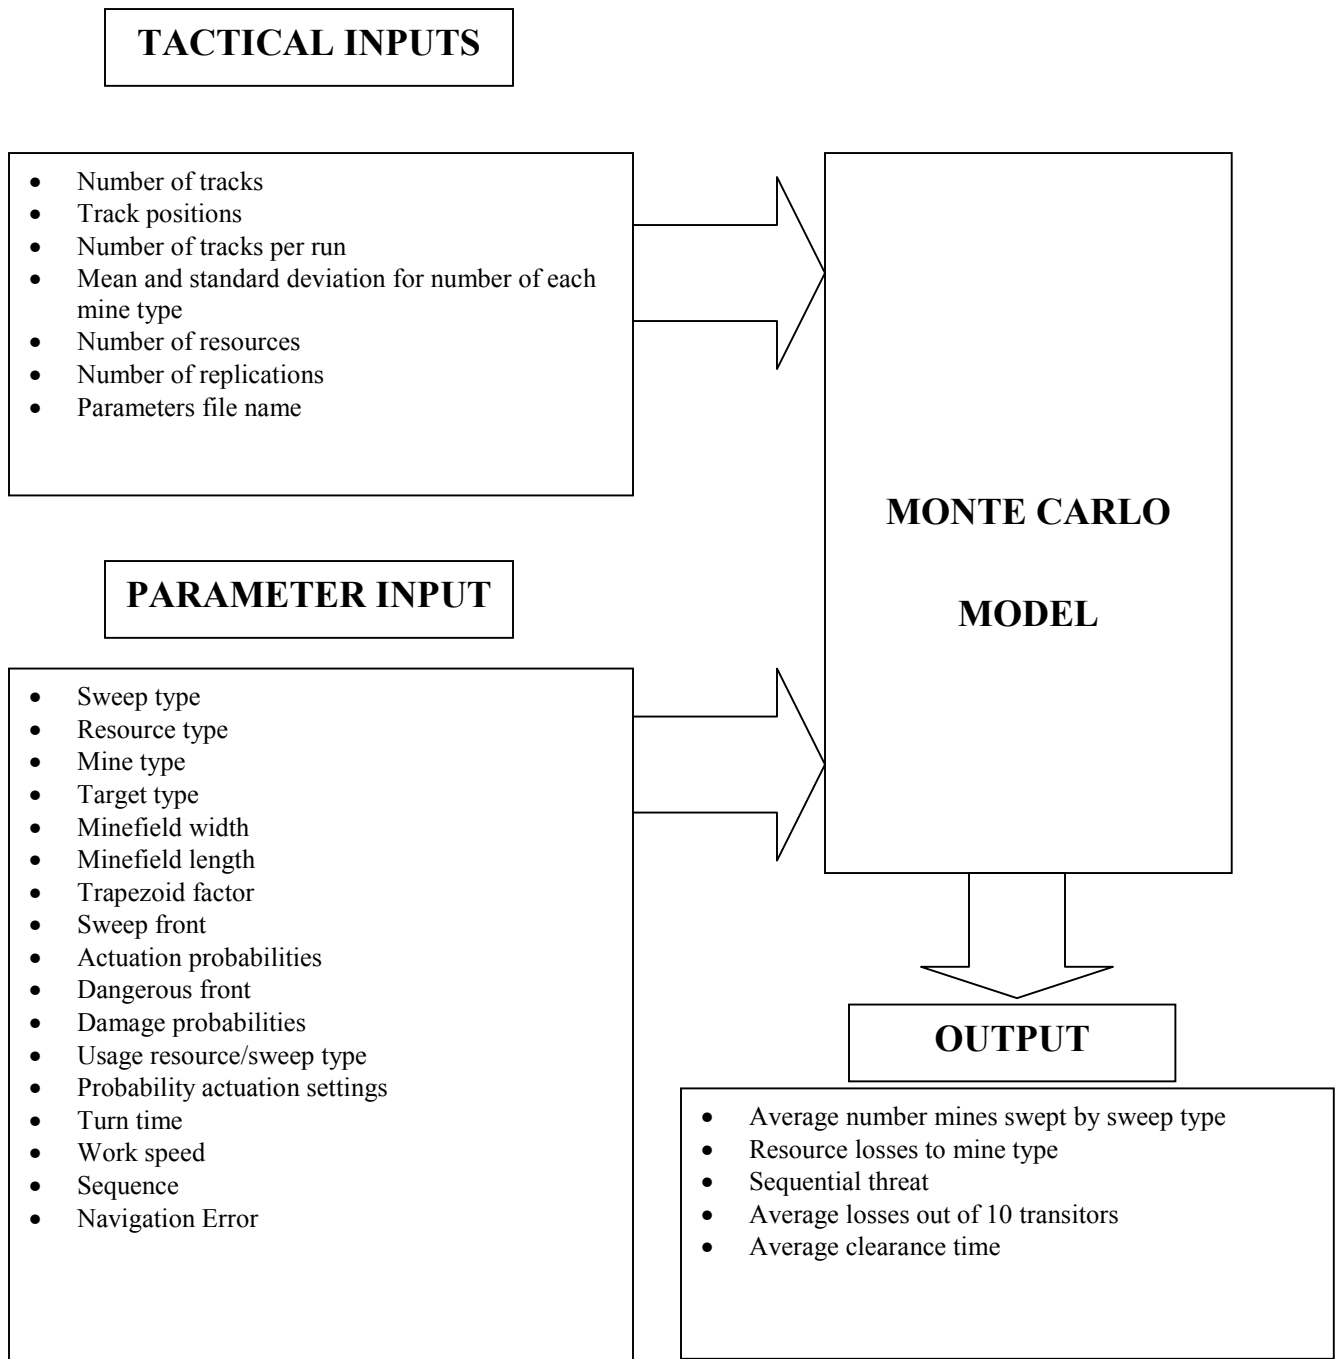 TACTICAL INPUTS
• Number of tracks
• Track positions
• Number of tracks per run
• Mean and standard deviation for number of each
mine type
• Number of resources
• Number of replications
• Parameters file name
MONTE CARLO
MODEL
PARAMETER INPUT
• Sweep type
• Resource type
• Mine type
• Target type
• Minefield width
• Minefield length
• Trapezoid factor
• Sweep front
• Actuation probabilities
• Dangerous front
• Damage probabilities
• Usage resource/sweep type
• Probability actuation settings
• Turn time
• Work speed
• Sequence
• Navigation Error
OUTPUT
• Average number mines swept by sweep type
• Resource losses to mine type
• Sequential threat
• Average losses out of 10 transitors
• Average clearance time